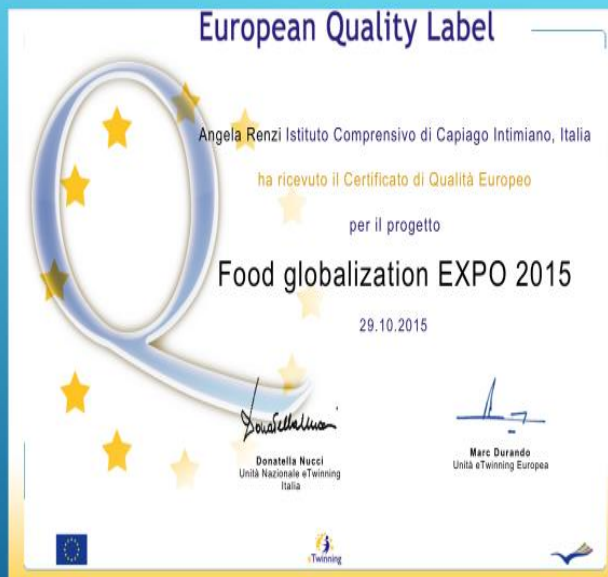 European Quality Label
Angela Renzi Istituto Comprensivo di Capiago Intimiano, Italia
ha ricevuto il Certificato di Qualità Europeo
per il progetto
Food globalization EXPO 2015
29.10.2015
Donatella Nucci
Unità Nazionale eTwinning
Italia
Marc Durando
Unità eTwinning Europea
eTwinning